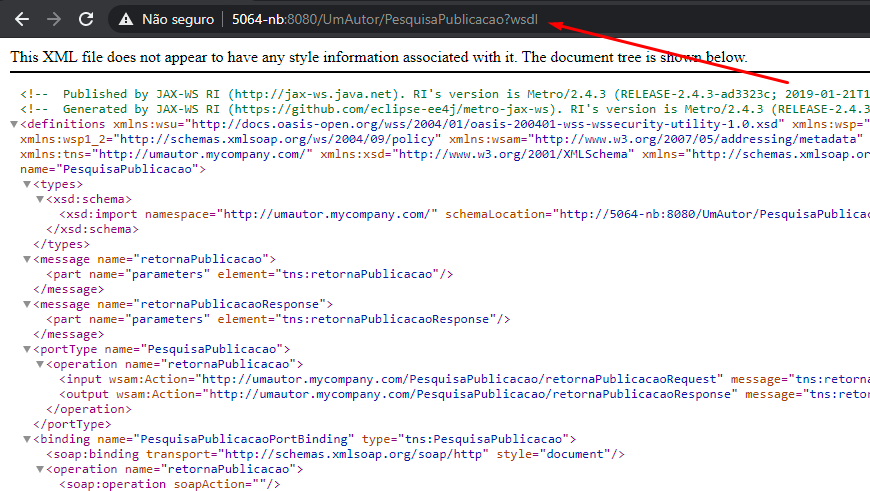 Não seguro | 5064-nb:8080/UmAutor/PesquisaPublicacao?wsdl
This XML file does not appear to have any style information associated with it. The document tree is shown below.
<!-- Published by JAX-WS RI (http://jax-ws.java.net). RI's version is Metro/2.4.3 (RELEASE-2.4.3-ad3323c; 2019-01-21T1
<!-- Generated by JAX-WS RI (https://github.com/eclipse-ee4j/metro-jax-ws). RI's version is Metro/2.4.3 (RELEASE-2.4.3
<definitions xmlns:wsu="http://docs.oasis-open.org/wss/2004/01/oasis-200401-wss-wssecurity-utility-1.0.xsd" xmlns:wsp="
xmlns:wsp1_2="http://schemas.xmlsoap.org/ws/2004/09/policy" xmlns:wsam="http://www.w3.org/2007/05/addressing/metadata"
xmlns:tns="http://umautor.mycompany.com/" xmlns:xsd="http://www.w3.org/2001/XMLSchema" xmlns="http://schemas.xmlsoap.or
name="PesquisaPublicacao">
<types>
<xsd:schema>
<xsd:import namespace="http://umautor.mycompany.com/" schemaLocation="http://5064-nb:8080/UmAutor/PesquisaPublica
</xsd:schema>
</types>
<message name="retornaPublicacao">
<part name="parameters" element="tns:retornaPublicacao"/>
</message>
<message name="retornaPublicacaoResponse">
<part name="parameters" element="tns:retornaPublicacaoResponse"/>
</message>
<portType name="PesquisaPublicacao">
<operation name="retornaPublicacao">
<input wsam:Action="http://umautor.mycompany.com/PesquisaPublicacao/retornaPublicacaoRequest" message="tns:retorna
<output wsam:Action="http://umautor.mycompany.com/PesquisaPublicacao/retornaPublicacaoResponse" message="tns:retor
</operation>
</portType>
<binding name="PesquisaPublicacaoPortBinding" type="tns:PesquisaPublicacao">
<soap:binding transport="http://schemas.xmlsoap.org/soap/http" style="document"/>
<operation name="retornaPublicacao">
<soap:operation soapAction=""/>